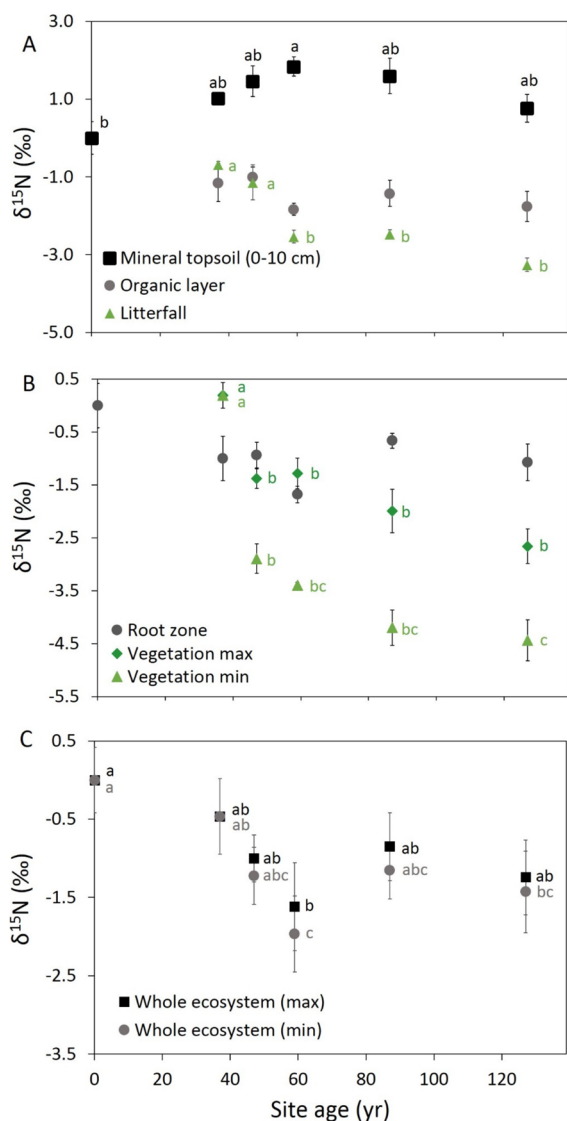 A
3.0
1.0
-1.0
-3.0
-5.0
δ¹⁵N (‰)
b
ab
ab
a
ab
ab
a
a
b
b
b
Mineral topsoil (0-10 cm)
Organic layer
Litterfall
B
0.5
-0.5
-1.5
-2.5
-3.5
-4.5
-5.5
δ¹⁵N (‰)
a
a
b
b
b
b
b
bc
bc
c
Root zone
Vegetation max
Vegetation min
C
0.5
-0.5
-1.5
-2.5
-3.5
δ¹⁵N (‰)
a
a
ab
ab
ab
abc
b
c
ab
abc
ab
bc
Whole ecosystem (max)
Whole ecosystem (min)
0 20 40 60 80 100 120
Site age (yr)